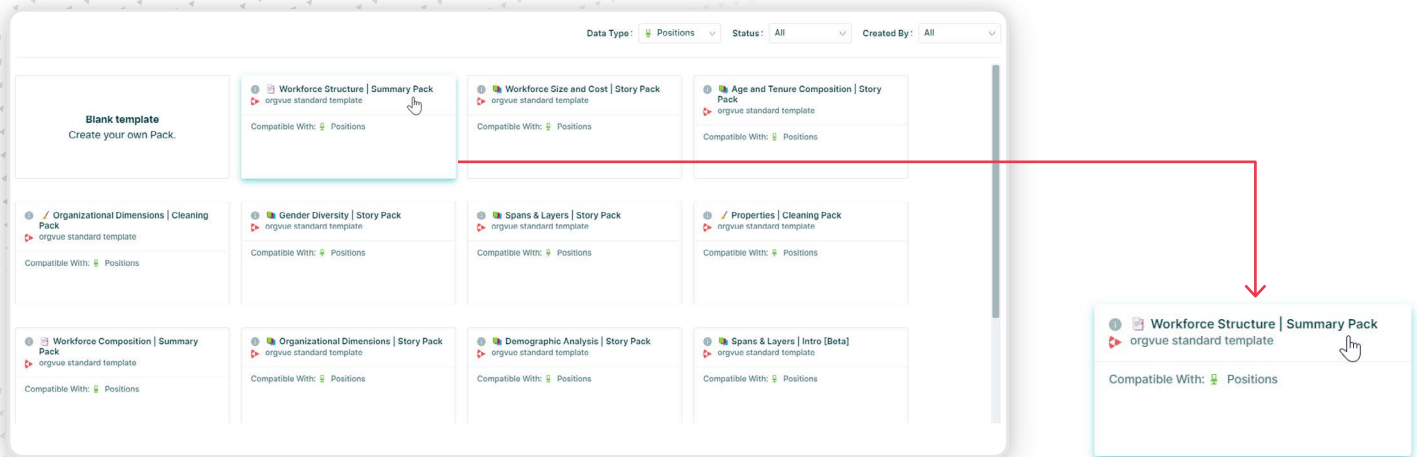 Data Type: Positions Status: All Created By: All
Blank template
Create your own Pack.
Workforce Structure | Summary Pack
orgvue standard template
Compatible With: Positions
Workforce Size and Cost | Story Pack
orgvue standard template
Compatible With: Positions
Age and Tenure Composition | Story
Pack
orgvue standard template
Compatible With: Positions
Organizational Dimensions | Cleaning
Pack
orgvue standard template
Compatible With: Positions
Gender Diversity | Story Pack
orgvue standard template
Compatible With: Positions
Spans & Layers | Story Pack
orgvue standard template
Compatible With: Positions
Properties | Cleaning Pack
orgvue standard template
Compatible With: Positions
Workforce Composition | Summary
Pack
orgvue standard template
Compatible With: Positions
Organizational Dimensions | Story Pack
orgvue standard template
Compatible With: Positions
Demographic Analysis | Story Pack
orgvue standard template
Compatible With: Positions
Spans & Layers | Intro [Beta]
orgvue standard template
Compatible With: Positions
Workforce Structure | Summary Pack
orgvue standard template
Compatible With: Positions